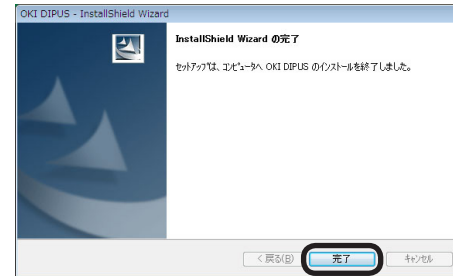 OKI DIPUS - InstallShield Wizard
InstallShield Wizard の完了
ｾｯﾄｱｯﾌﾟは、ｺﾝﾋﾟｭｰﾀへ OKI DIPUS のｲﾝｽﾄｰﾙを終了しました。
< 戻る(B)
完了
ｷｬﾝｾﾙ